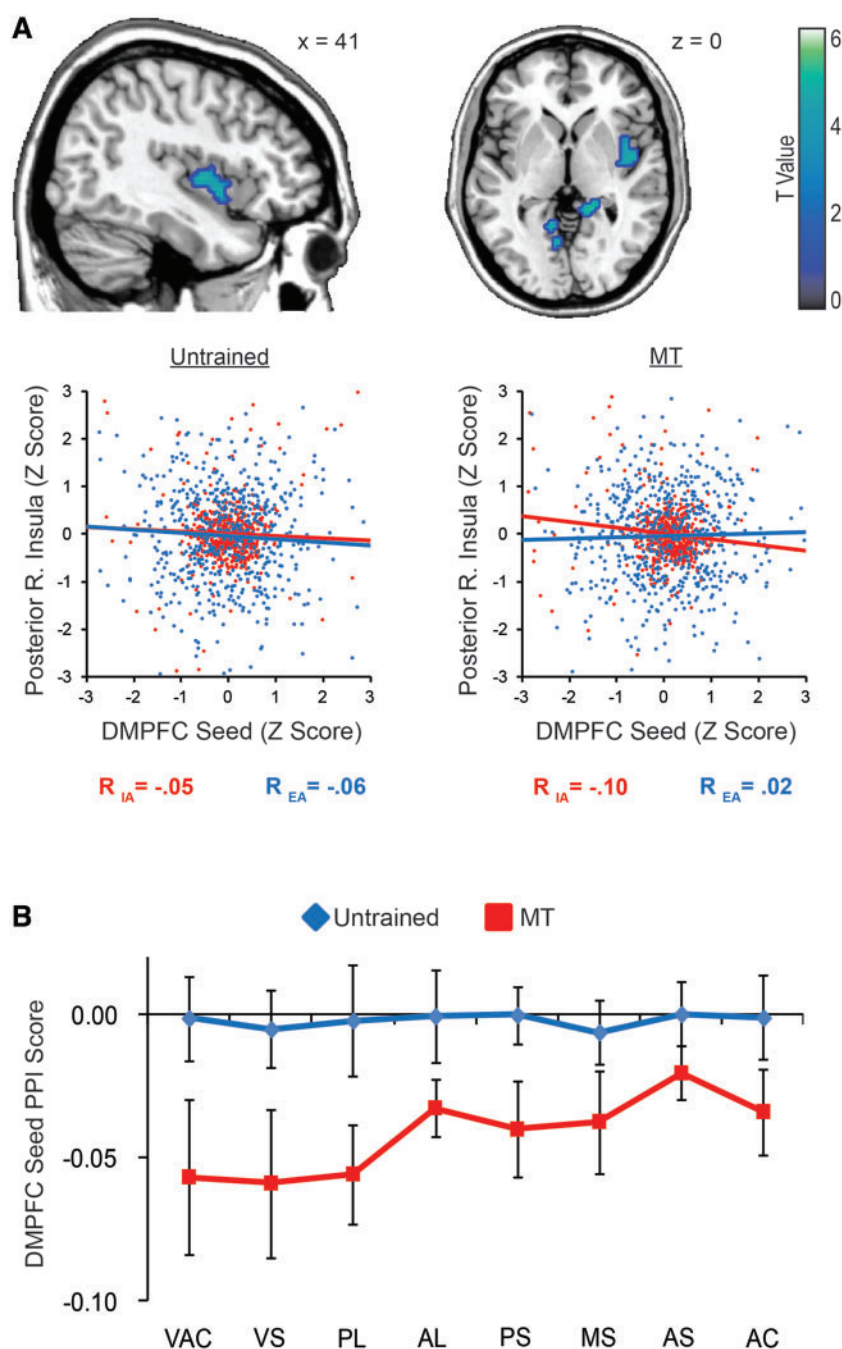 A
x = 41
z = 0
6
4
2
0
T Value
Untrained
MT
Posterior R. Insula (Z Score)
3
2
1
0
-1
-2
-3
-3 -2 -1 0 1 2 3
DMPFC Seed (Z Score)
R IA = -.05 R EA = -.06
Posterior R. Insula (Z Score)
3
2
1
0
-1
-2
-3
-3 -2 -1 0 1 2 3
DMPFC Seed (Z Score)
R IA = -.10 R EA = .02
B
Untrained MT
DMPFC Seed PPI Score
0.00
-0.05
-0.10
VAC VS PL AL PS MS AS AC